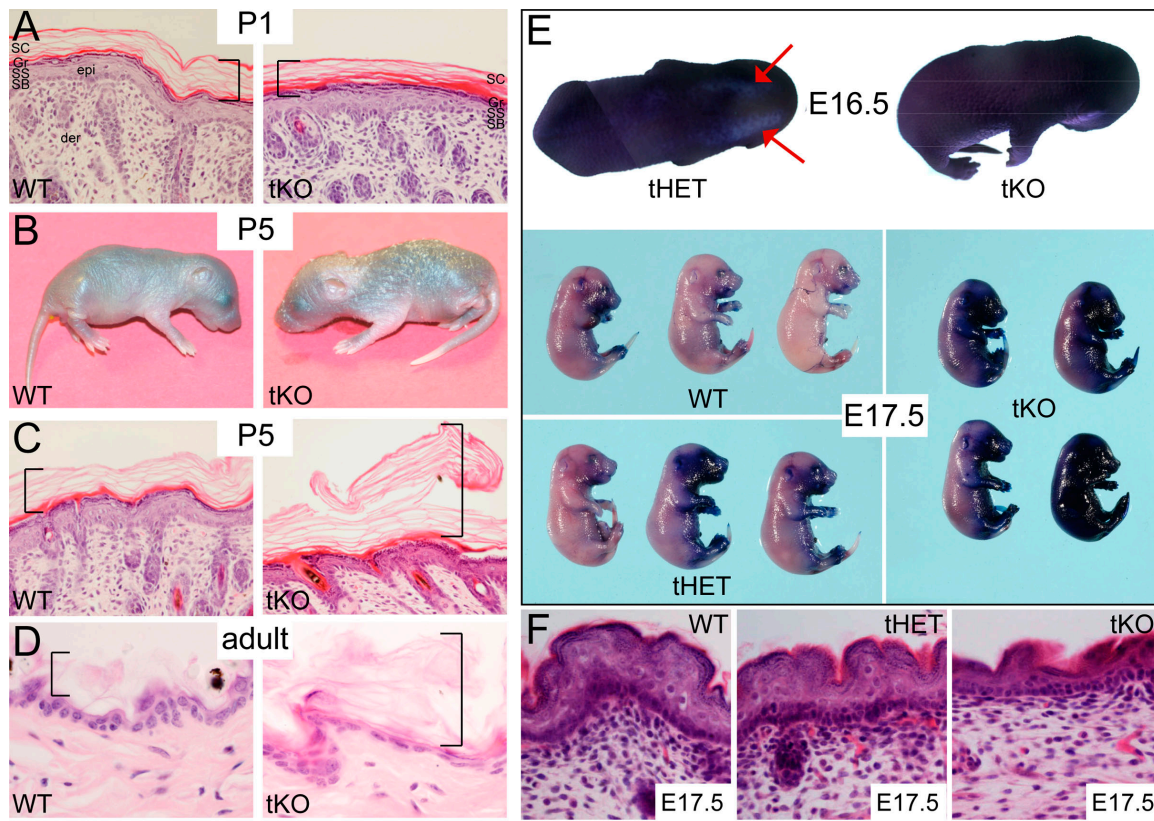 A
P1
SC
Gr
SS
SB
epi
der
WT
SC
Gr
SS
SB
tKO
B
P5
WT
tKO
C
P5
WT
tKO
D
adult
WT
tKO
E
E16.5
tHET
tKO
WT
E17.5
tKO
tHET
F
WT
E17.5
tHET
E17.5
tKO
E17.5